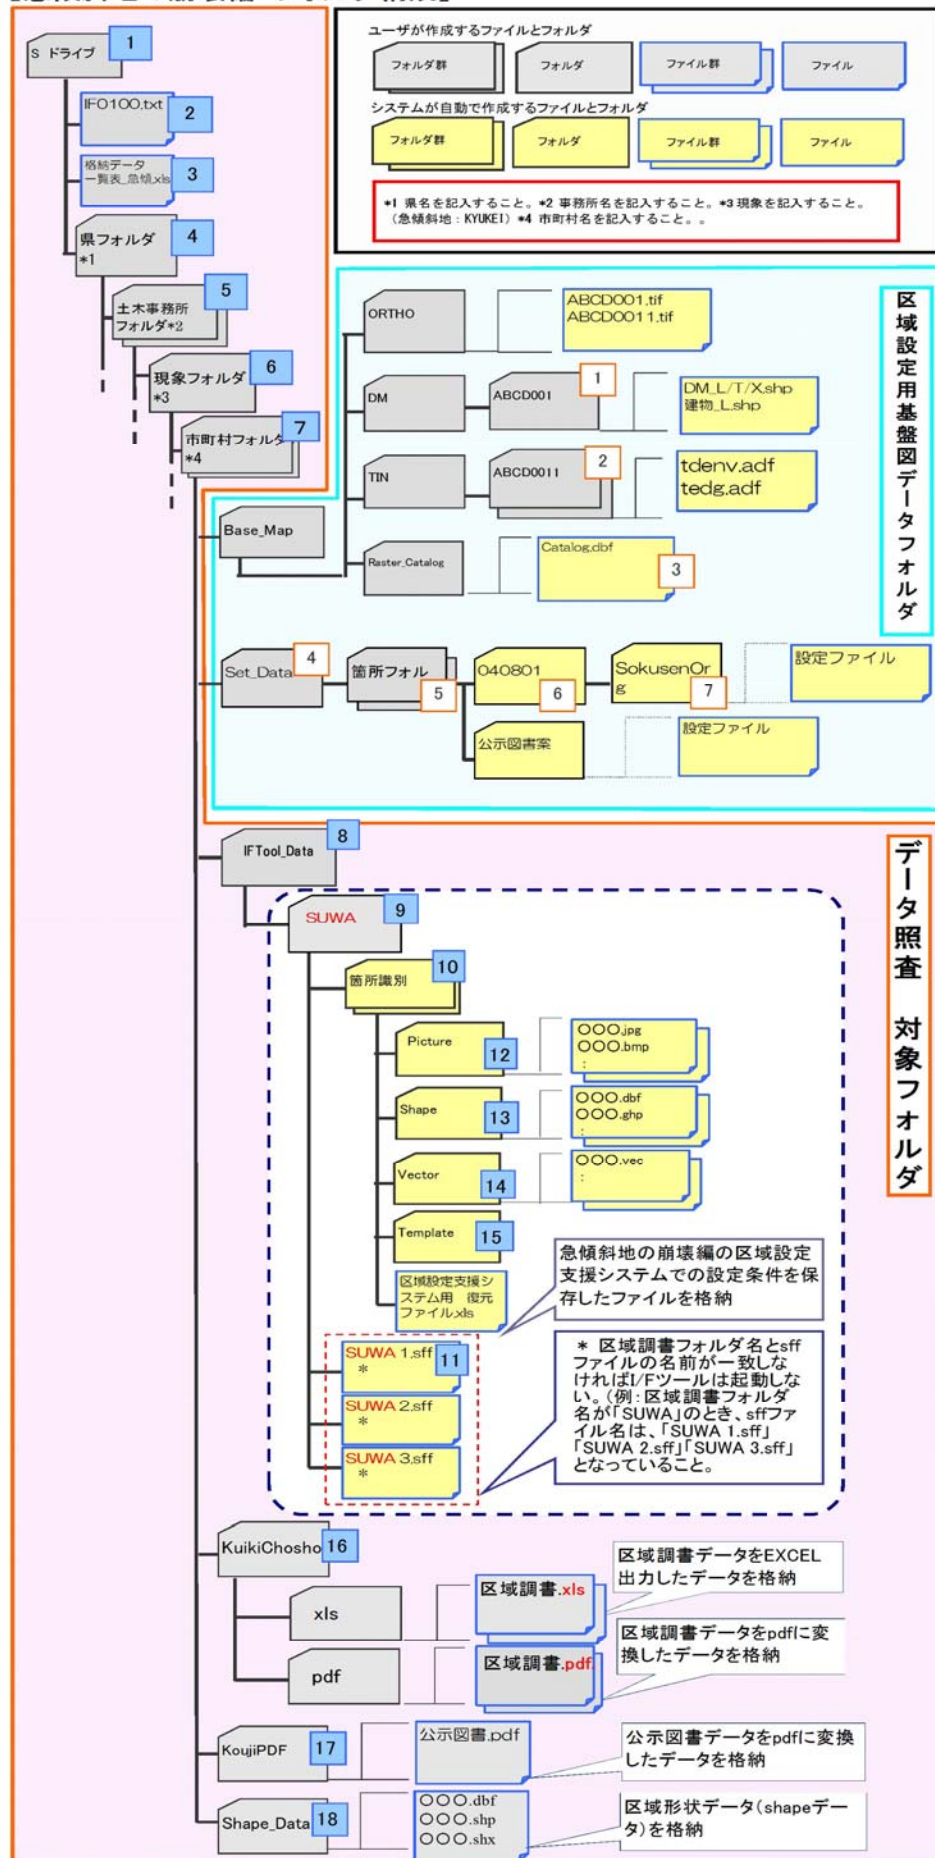 ユーザが作成するファイルとフォルダ
フォルダ群
フォルダ
ファイル群
ファイル
システムが自動で作成するファイルとフォルダ
フォルダ群
フォルダ
ファイル群
ファイル
*1 県名を記入すること。*2 事務所名を記入すること。*3 現象を記入すること。
(急傾斜地：KYUKEI) *4 市町村名を記入すること。。
S ドライブ
1
IFO100.txt
2
格納データ
一覧表_急傾.xls
3
県フォルダ
*1
4
土木事務所
フォルダ*2
5
現象フォルダ
*3
6
市町村フォルダ
*4
7
区域設定用基盤図データフォルダ
Base_Map
ORTHO
ABCD001.tif
ABCD0011.tif
DM
ABCD001
1
DM_L/T/X.shp
建物_L.shp
TIN
ABCD0011
2
tdenv.adf
tedg.adf
Raster_Catalog
Catalog.dbf
3
Set_Data
4
箇所フォル
5
040801
6
SokusenOr
g
7
設定ファイル
公示図書案
設定ファイル
データ照査 対象フォルダ
IFTool_Data
8
SUWA
9
箇所識別
10
Picture
12
〇〇〇.jpg
〇〇〇.bmp
:
Shape
13
〇〇〇.dbf
〇〇〇.ghp
:
Vector
14
〇〇〇.vec
:
Template
15
区域設定支援シ
ステム用 復元
ファイル.xls
急傾斜地の崩壊編の区域設定
支援システムでの設定条件を保
存したファイルを格納
SUWA 1.sff
*
11
SUWA 2.sff
*
SUWA 3.sff
*
* 区域調書フォルダ名とsff
ファイルの名前が一致しな
ければI/Fツールは起動しな
い。(例：区域調書フォルダ
名が「SUWA」のとき、sffファ
イル名は、「SUWA 1.sff」
「SUWA 2.sff」「SUWA 3.sff」
となっていること。
KuikiChosho
16
xls
区域調書.xls
区域調書データをEXCEL
出力したデータを格納
pdf
区域調書.pdf.
区域調書データをpdfに変
換したデータを格納
KoujiPDF
17
公示図書.pdf
公示図書データをpdfに変換
したデータを格納
Shape_Data
18
〇〇〇.dbf
〇〇〇.shp
〇〇〇.shx
区域形状データ(shapeデー
タ)を格納